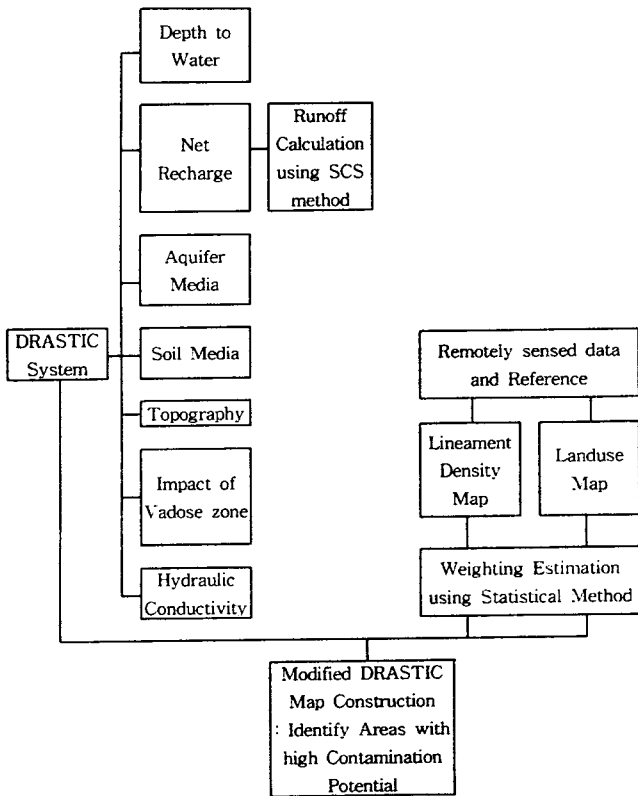 Depth to
Water
Net
Recharge
Runoff
Calculation
using SCS
method
Aquifer
Media
DRASTIC
System
Soil Media
Topography
Impact of
Vadose zone
Hydraulic
Conductivity
Remotely sensed data
and Reference
Lineament
Density
Map
Landuse
Map
Weighting Estimation
using Statistical Method
Modified DRASTIC
Map Construction
: Identify Areas with
high Contamination
Potential